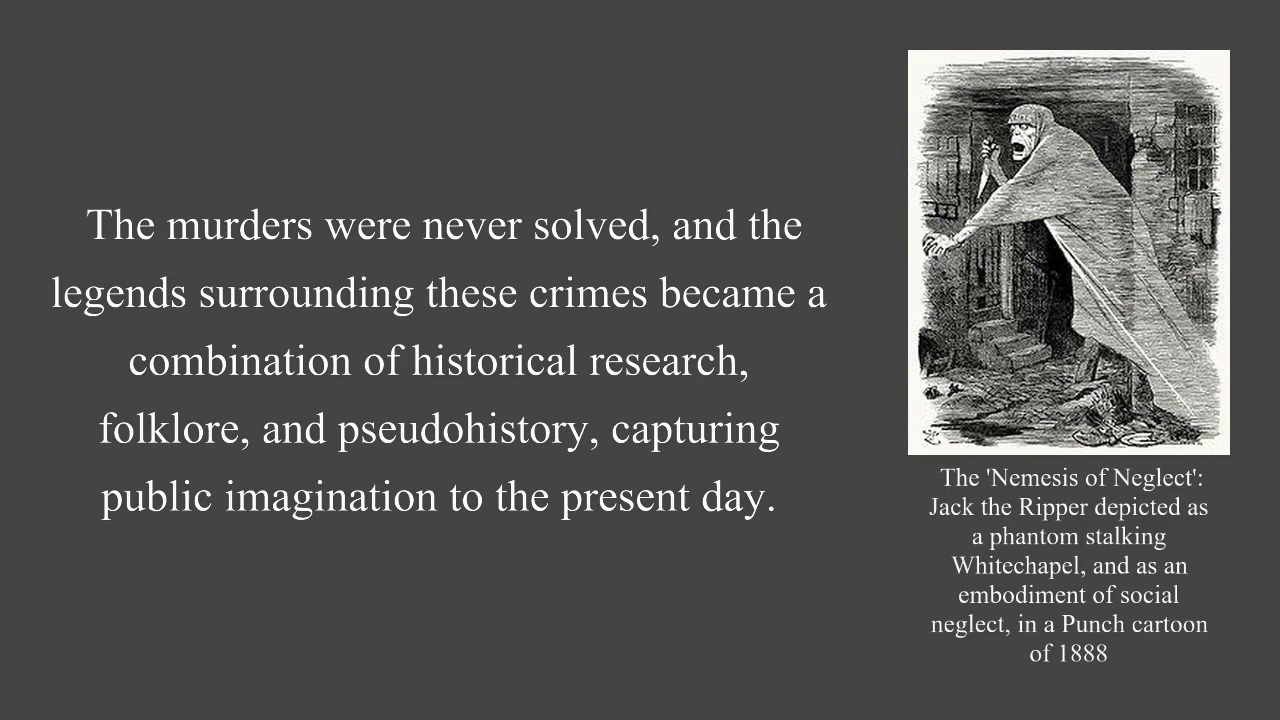 The murders were never solved, and the
legends surrounding these crimes became a
combination of historical research,
folklore, and pseudohistory, capturing
public imagination to the present day.
The 'Nemesis of Neglect':
Jack the Ripper depicted as
a phantom stalking
Whitechapel, and as an
embodiment of social
neglect, in a Punch cartoon
of 1888